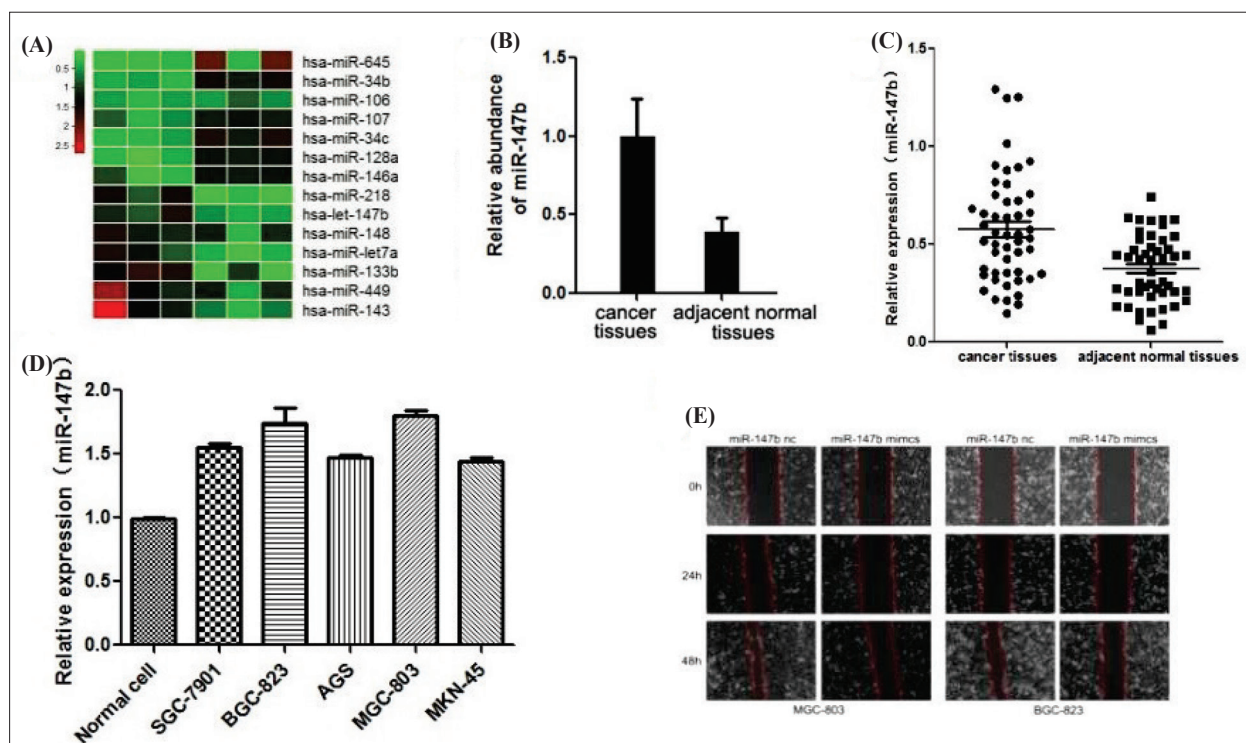 (A)
0.5
1
1.5
2
2.5
hsa-miR-645
hsa-miR-34b
hsa-miR-106
hsa-miR-107
hsa-miR-34c
hsa-miR-128a
hsa-miR-146a
hsa-miR-218
hsa-let-147b
hsa-miR-148
hsa-miR-let7a
hsa-miR-133b
hsa-miR-449
hsa-miR-143
(B)
Relative abundance
of miR-147b
1.5
1.0
0.5
0.0
cancer
tissues
adjacent normal
tissues
(C)
Relative expression (miR-147b)
1.5
1.0
0.5
0.0
cancer tissues
adjacent normal tissues
(D)
Relative expression (miR-147b)
2.0
1.5
1.0
0.5
0.0
Normal cell
SGC-7901
BGC-823
AGS
MGC-803
MKN-45
(E)
miR-147b nc
miR-147b mimcs
miR-147b nc
miR-147b mimcs
0h
24h
48h
MGC-803
BGC-823